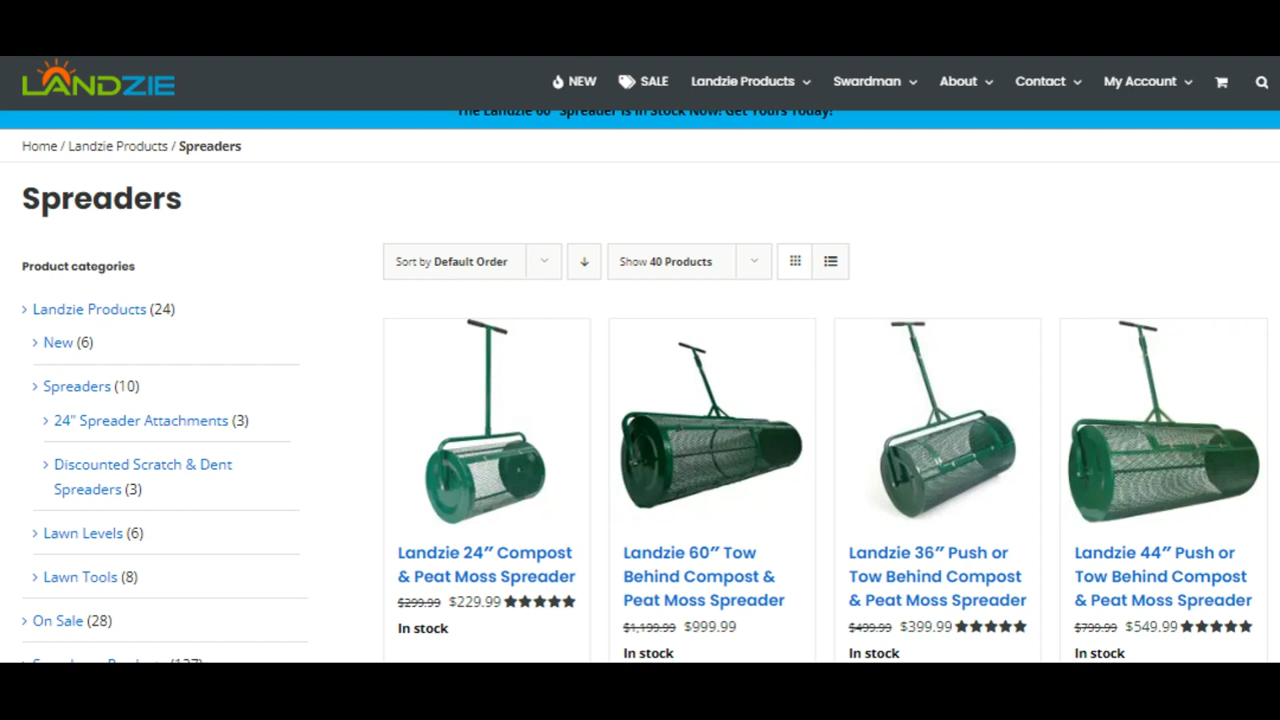 LANDZIE
NEW
SALE
Landzie Products
Swardman
About
Contact
My Account
The Landzie 60" Spreader is In Stock Now! Get Yours Today!
Home / Landzie Products / Spreaders
Spreaders
Product categories
Sort by Default Order
Show 40 Products
Landzie Products (24)
New (6)
Spreaders (10)
24" Spreader Attachments (3)
Discounted Scratch & Dent
Spreaders (3)
Lawn Levels (6)
Lawn Tools (8)
On Sale (28)
Landzie 24″ Compost
& Peat Moss Spreader
$299.99 $229.99
In stock
Landzie 60″ Tow
Behind Compost &
Peat Moss Spreader
$1,199.99 $999.99
In stock
Landzie 36″ Push or
Tow Behind Compost
& Peat Moss Spreader
$499.99 $399.99
In stock
Landzie 44″ Push or
Tow Behind Compost
& Peat Moss Spreader
$799.99 $549.99
In stock